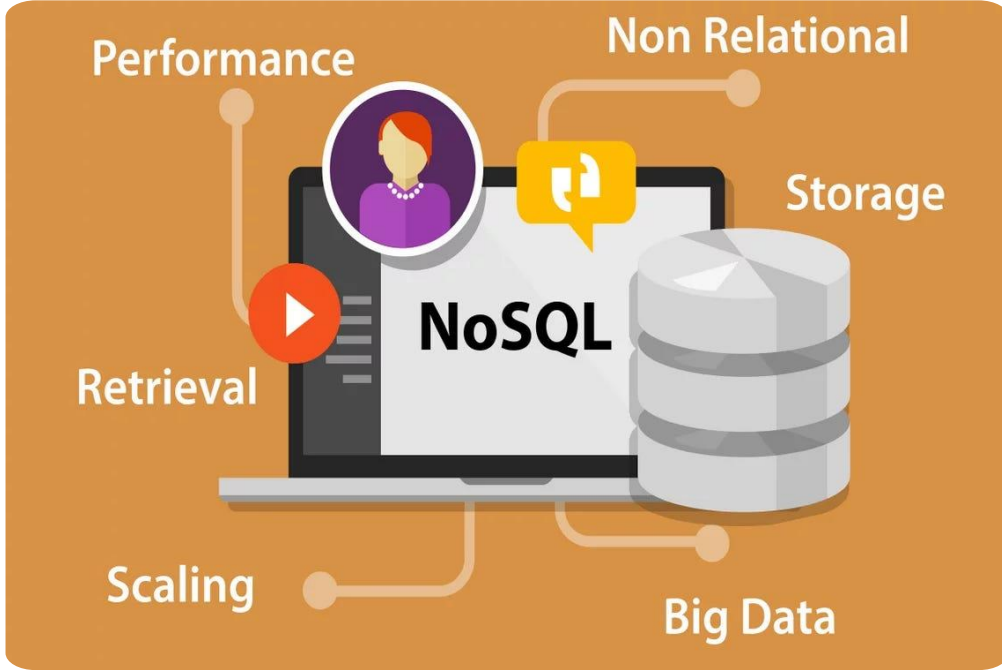 Performance
Non Relational
Storage
NoSQL
Retrieval
Scaling
Big Data